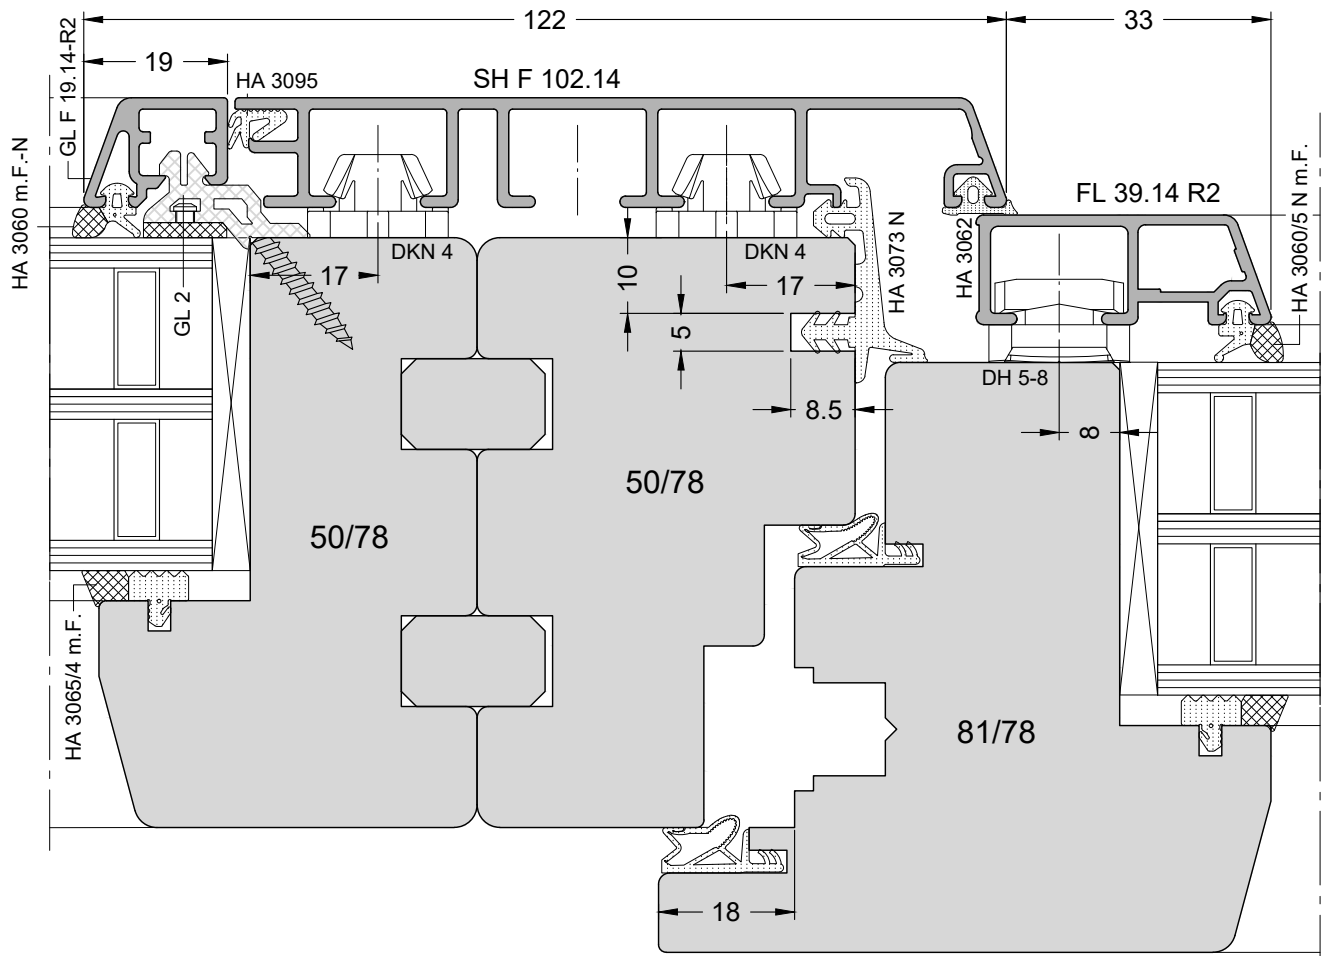 122
33
19
HA 3095
SH F 102.14
GL F 19.14-R2
HA 3060 m.F.-N
FL 39.14 R2
HA 3060/5 N m.F.
HA 3062
HA 3073 N
DKN 4
DKN 4
17
10
17
GL 2
5
DH 5-8
8.5
8
50/78
50/78
HA 3065/4 m.F.
81/78
18